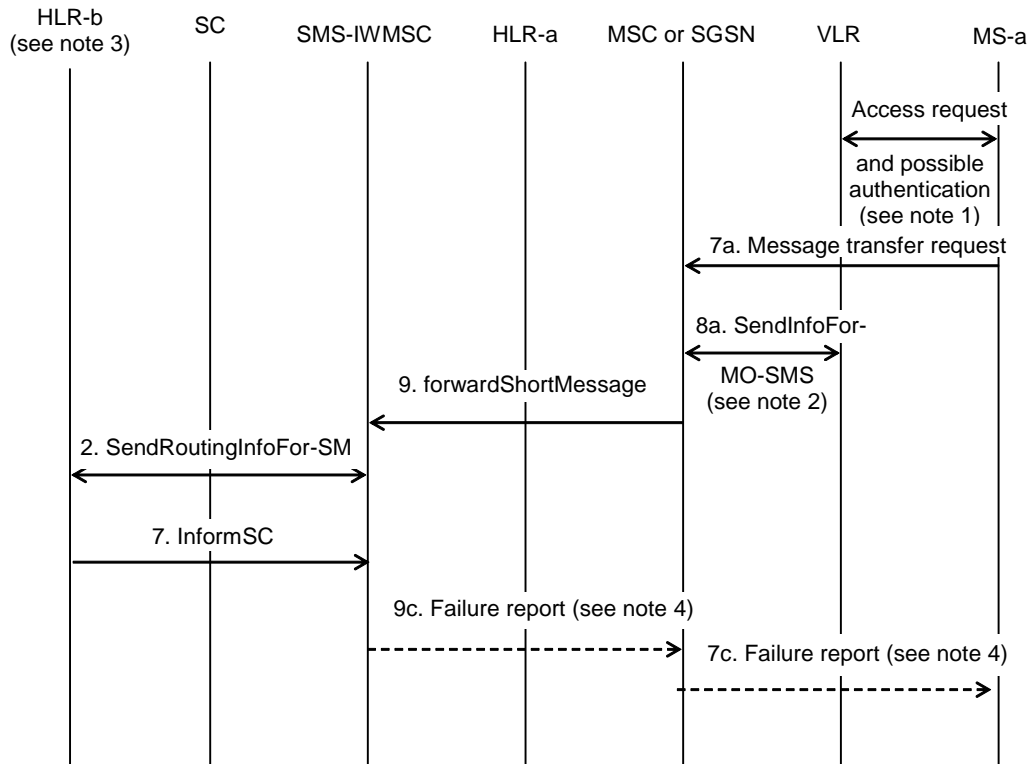 HLR-b
(see note 3)
SC
SMS-IWMSC
HLR-a
MSC or SGSN
VLR
MS-a
Access request
and possible
authentication
(see note 1)
7a. Message transfer request
8a. SendInfoFor-
MO-SMS
(see note 2)
9. forwardShortMessage
2. SendRoutingInfoFor-SM
7. InformSC
9c. Failure report (see note 4)
7c. Failure report (see note 4)